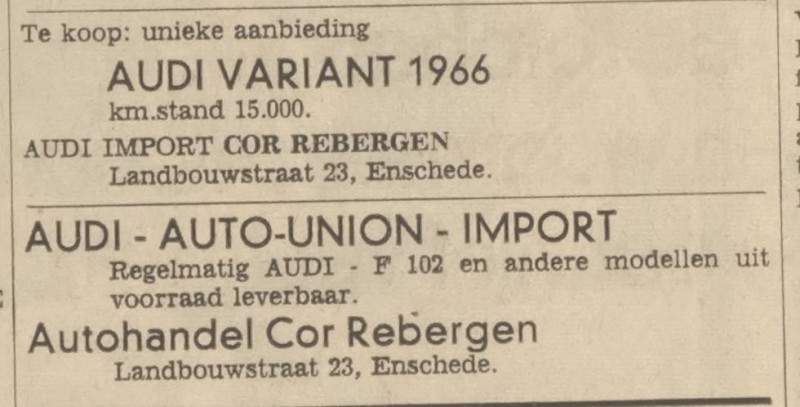 Te koop: unieke aanbieding
AUDI VARIANT 1966
km.stand 15.000.
AUDI IMPORT COR REBERGEN
Landbouwstraat 23, Enschede.
AUDI - AUTO-UNION - IMPORT
Regelmatig AUDI - F 102 en andere modellen uit
voorraad leverbaar.
Autohandel Cor Rebergen
Landbouwstraat 23, Enschede.